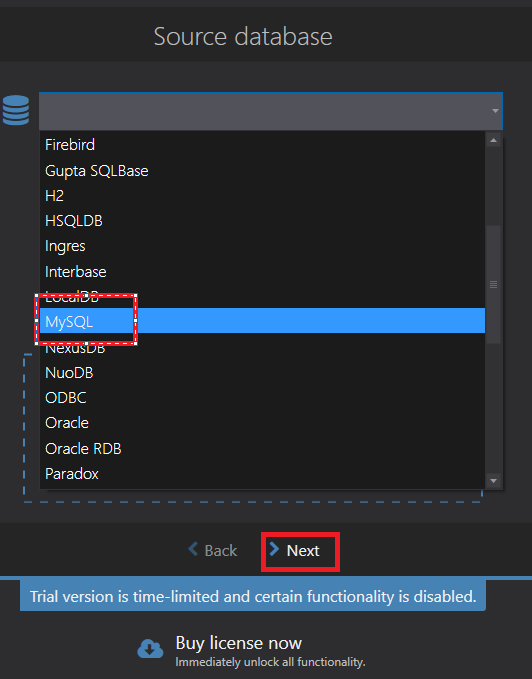 Source database
Firebird
Gupta SQLBase
H2
HSQLDB
Ingres
Interbase
LocalDB
MySQL
NexusDB
NuoDB
ODBC
Oracle
Oracle RDB
Paradox
Back
Next
Trial version is time-limited and certain functionality is disabled.
Buy license now
Immediately unlock all functionality.